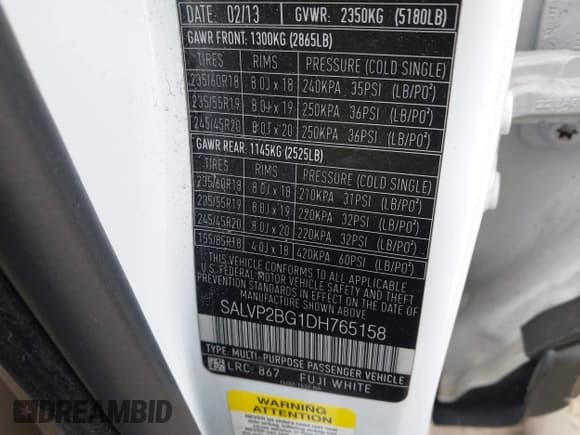 DATE: 02/13 GVWR: 2350KG (5180LB)
GAWR FRONT: 1300KG (2865LB)
TIRES RIMS PRESSURE (COLD SINGLE)
235/60R18 8.0J x 18 240KPA 35PSI (LB/PO²)
235/55R19 8.0J x 19 250KPA 36PSI (LB/PO²)
245/45R20 8.0J x 20 250KPA 36PSI (LB/PO²)
GAWR REAR: 1145KG (2525LB)
TIRES RIMS PRESSURE (COLD SINGLE)
235/60R18 8.0J x 18 210KPA 31PSI (LB/PO²)
235/55R19 8.0J x 19 220KPA 32PSI (LB/PO²)
245/45R20 8.0J x 20 220KPA 32PSI (LB/PO²)
155/85R18 4.0J x 18 420KPA 60PSI (LB/PO²)
THIS VEHICLE CONFORMS TO ALL APPLICABLE
U.S. FEDERAL MOTOR VEHICLE SAFETY, BUMPER, AND THEFT
PREVENTION STANDARDS IN EFFECT ON THE DATE OF
MANUFACTURE SHOWN ABOVE
SALVP2BG1DH765158
TYPE: MULTI-PURPOSE PASSENGER VEHICLE
LRC: 867 FUJI WHITE
WARNING
ATTENTION
DREAMBID